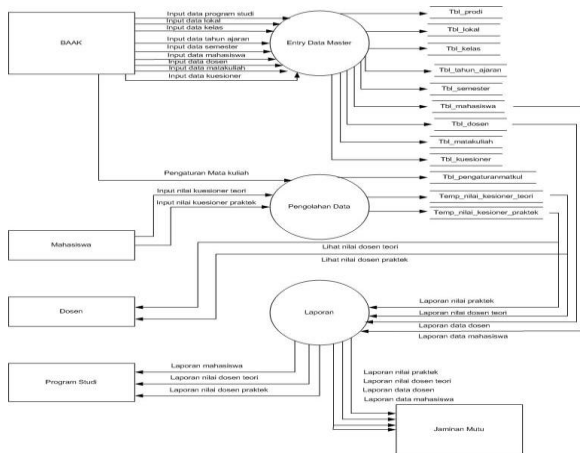 BAAK
Input data program studi
Input data lokal
Input data kelas
Input data tahun ajaran
Input data semester
Input data mahasiswa
Input data dosen
Input data matakuliah
Input data kuesioner
Entry Data Master
Tbl_prodi
Tbl_lokal
Tbl_kelas
Tbl_tahun_ajaran
Tbl_semester
Tbl_mahasiswa
Tbl_dosen
Tbl_matakuliah
Tbl_kuesioner
Pengaturan Mata kuliah
Tbl_pengaturanmatkul
Input nilai kuesioner teori
Input nilai kuesioner praktek
Pengolahan Data
Temp_nilai_kesioner_teori
Temp_nilai_kesioner_praktek
Mahasiswa
Lihat nilai dosen teori
Lihat nilai dosen praktek
Dosen
Laporan
Laporan nilai praktek
Laporan nilai dosen teori
Laporan data dosen
Laporan data mahasiswa
Program Studi
Laporan mahasiswa
Laporan nilai dosen teori
Laporan nilai dosen praktek
Laporan nilai praktek
Laporan nilai dosen teori
Laporan data dosen
Laporan data mahasiswa
Jaminan Mutu